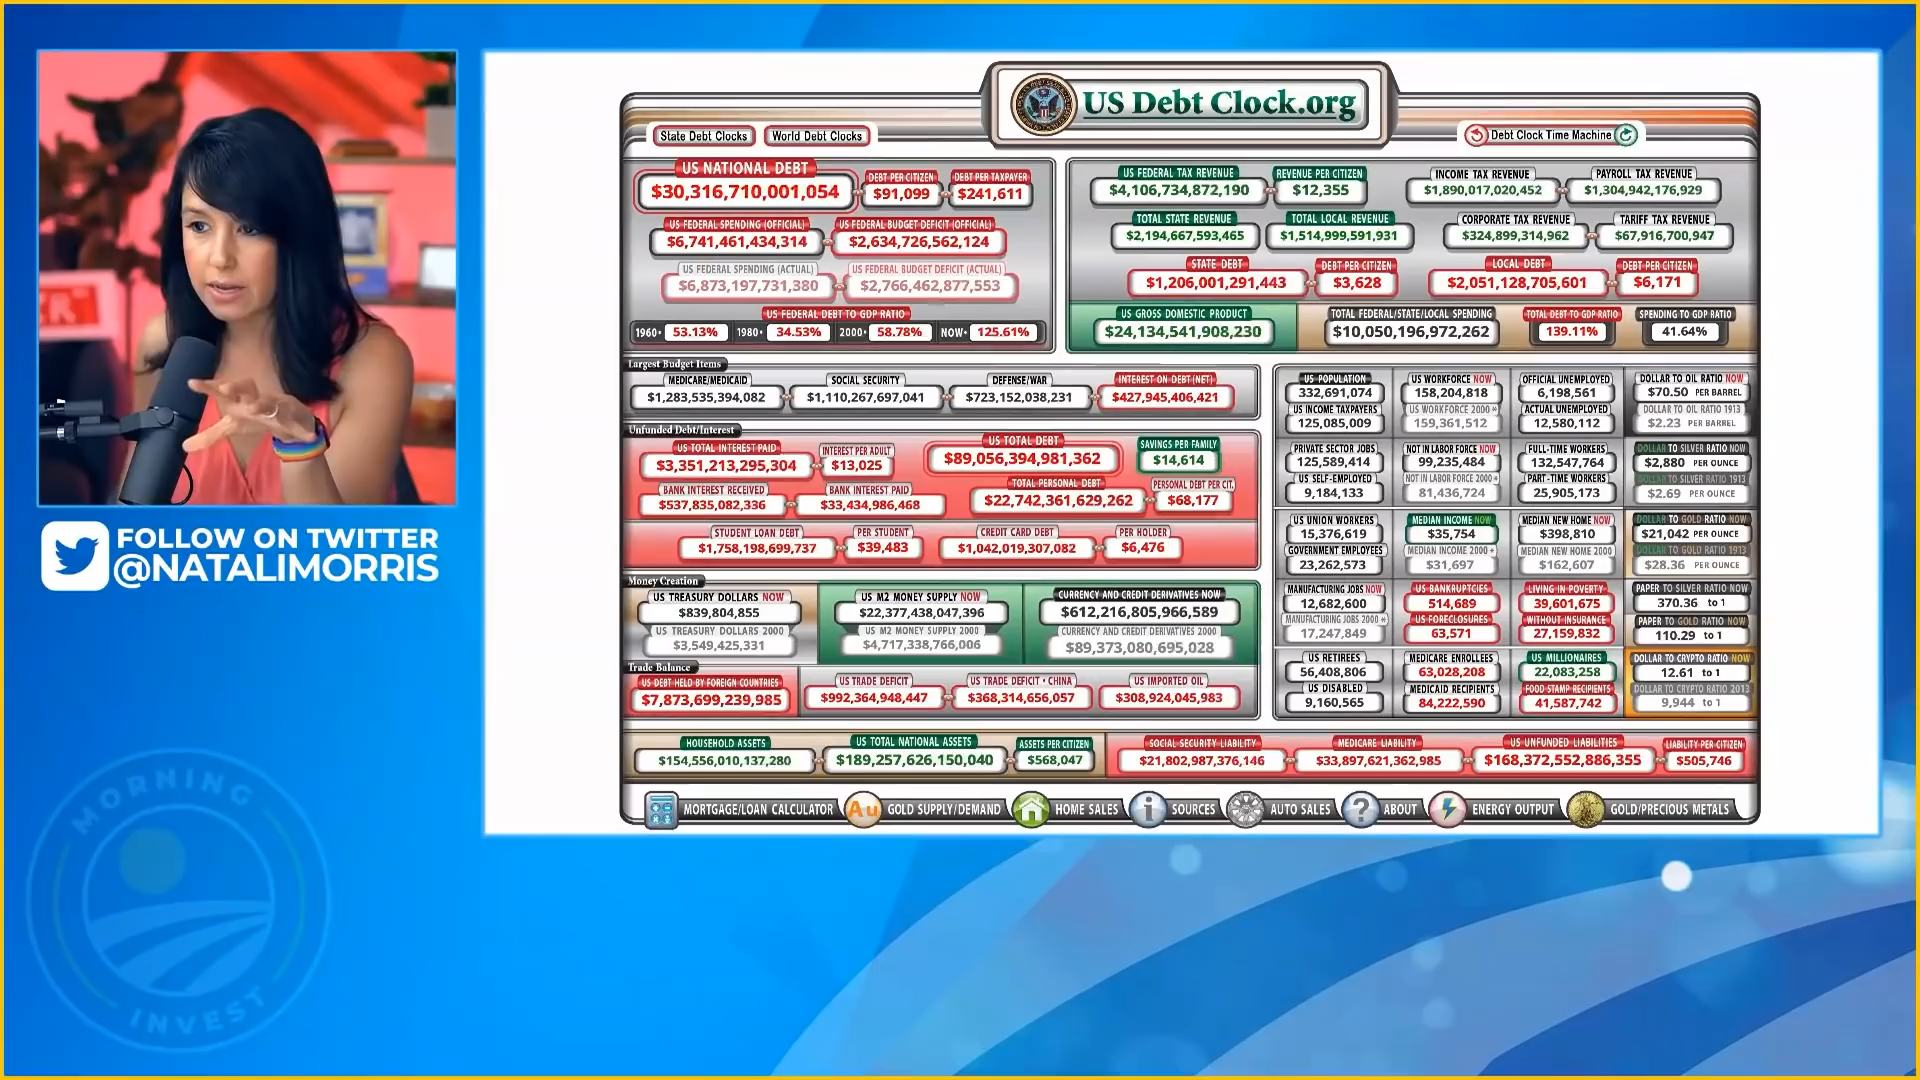 US Debt Clock.org
State Debt Clocks
World Debt Clocks
Debt Clock Time Machine
US NATIONAL DEBT
$30,316,710,001,054
DEBT PER CITIZEN
$91,099
DEBT PER TAXPAYER
$241,611
US FEDERAL SPENDING (OFFICIAL)
$6,741,461,434,314
US FEDERAL BUDGET DEFICIT (OFFICIAL)
$2,634,726,562,124
US FEDERAL SPENDING (ACTUAL)
$6,873,197,731,380
US FEDERAL BUDGET DEFICIT (ACTUAL)
$2,766,462,877,553
US FEDERAL DEBT TO GDP RATIO
1960• 53.13% 1980• 34.53% 2000• 58.78% NOW• 125.61%
US FEDERAL TAX REVENUE
$4,106,734,872,190
REVENUE PER CITIZEN
$12,355
INCOME TAX REVENUE
$1,890,017,020,452
PAYROLL TAX REVENUE
$1,304,942,176,929
TOTAL STATE REVENUE
$2,194,667,593,465
TOTAL LOCAL REVENUE
$1,514,999,591,931
CORPORATE TAX REVENUE
$324,899,314,962
TARIFF TAX REVENUE
$67,916,700,947
STATE DEBT
$1,206,001,291,443
DEBT PER CITIZEN
$3,628
LOCAL DEBT
$2,051,128,705,601
DEBT PER CITIZEN
$6,171
US GROSS DOMESTIC PRODUCT
$24,134,541,908,230
TOTAL FEDERAL/STATE/LOCAL SPENDING
$10,050,196,972,262
TOTAL DEBT TO GDP RATIO
139.11%
SPENDING TO GDP RATIO
41.64%
Largest Budget Items
MEDICARE/MEDICAID
$1,283,535,394,082
SOCIAL SECURITY
$1,110,267,697,041
DEFENSE/WAR
$723,152,038,231
INTEREST ON DEBT (NET)
$427,945,406,421
Unfunded Debt/Interest
US TOTAL INTEREST PAID
$3,351,213,295,304
INTEREST PER ADULT
$13,025
US TOTAL DEBT
$89,056,394,981,362
SAVINGS PER FAMILY
$14,614
BANK INTEREST RECEIVED
$537,835,082,336
BANK INTEREST PAID
$33,434,986,468
TOTAL PERSONAL DEBT
$22,742,361,629,262
PERSONAL DEBT PER CIT.
$68,177
STUDENT LOAN DEBT
$1,758,198,699,737
PER STUDENT
$39,483
CREDIT CARD DEBT
$1,042,019,307,082
PER HOLDER
$6,476
Money Creation
US TREASURY DOLLARS NOW
$839,804,855
US TREASURY DOLLARS 2000
$3,549,425,331
US M2 MONEY SUPPLY NOW
$22,377,438,047,396
US M2 MONEY SUPPLY 2000
$4,717,338,766,006
CURRENCY AND CREDIT DERIVATIVES NOW
$612,216,805,966,589
CURRENCY AND CREDIT DERIVATIVES 2000
$89,373,080,695,028
Trade Balance
US DEBT HELD BY FOREIGN COUNTRIES
$7,873,699,239,985
US TRADE DEFICIT
$992,364,948,447
US TRADE DEFICIT • CHINA
$368,314,656,057
US IMPORTED OIL
$308,924,045,983
US POPULATION
332,691,074
US WORKFORCE NOW
158,204,818
OFFICIAL UNEMPLOYED
6,198,561
DOLLAR TO OIL RATIO NOW
$70.50 PER BARREL
US INCOME TAXPAYERS
125,085,009
US WORKFORCE 2000
159,361,512
ACTUAL UNEMPLOYED
12,580,112
DOLLAR TO OIL RATIO 1913
$2.23 PER BARREL
PRIVATE SECTOR JOBS
125,589,414
NOT IN LABOR FORCE NOW
99,235,484
FULL-TIME WORKERS
132,547,764
DOLLAR TO SILVER RATIO NOW
$2,880 PER OUNCE
US SELF-EMPLOYED
9,184,133
NOT IN LABOR FORCE 2000
81,436,724
PART-TIME WORKERS
25,905,173
DOLLAR TO SILVER RATIO 1913
$2.69 PER OUNCE
US UNION WORKERS
15,376,619
MEDIAN INCOME NOW
$35,754
MEDIAN NEW HOME NOW
$398,810
DOLLAR TO GOLD RATIO NOW
$21,042 PER OUNCE
GOVERNMENT EMPLOYEES
23,262,573
MEDIAN INCOME 2000
$31,697
MEDIAN NEW HOME 2000
$162,607
DOLLAR TO GOLD RATIO 1913
$28.36 PER OUNCE
MANUFACTURING JOBS NOW
12,682,600
US BANKRUPTCIES
514,689
LIVING IN POVERTY
39,601,675
PAPER TO SILVER RATIO NOW
370.36 to 1
MANUFACTURING JOBS 2000
17,247,849
US FORECLOSURES
63,571
WITHOUT INSURANCE
27,159,832
PAPER TO GOLD RATIO NOW
110.29 to 1
US RETIREES
56,408,806
MEDICARE ENROLLEES
63,028,208
US MILLIONAIRES
22,083,258
DOLLAR TO CRYPTO RATIO NOW
12.61 to 1
US DISABLED
9,160,565
MEDICAID RECIPIENTS
84,222,590
FOOD STAMP RECIPIENTS
41,587,742
DOLLAR TO CRYPTO RATIO 2013
9,944 to 1
HOUSEHOLD ASSETS
$154,556,010,137,280
US TOTAL NATIONAL ASSETS
$189,257,626,150,040
ASSETS PER CITIZEN
$568,047
SOCIAL SECURITY LIABILITY
$21,802,987,376,146
MEDICARE LIABILITY
$33,897,621,362,985
US UNFUNDED LIABILITIES
$168,372,552,886,355
LIABILITY PER CITIZEN
$505,746
MORTGAGE/LOAN CALCULATOR
Au GOLD SUPPLY/DEMAND
HOME SALES
i SOURCES
AUTO SALES
? ABOUT
ENERGY OUTPUT
GOLD/PRECIOUS METALS
FOLLOW ON TWITTER
@NATALIMORRIS
MORNING
INVEST